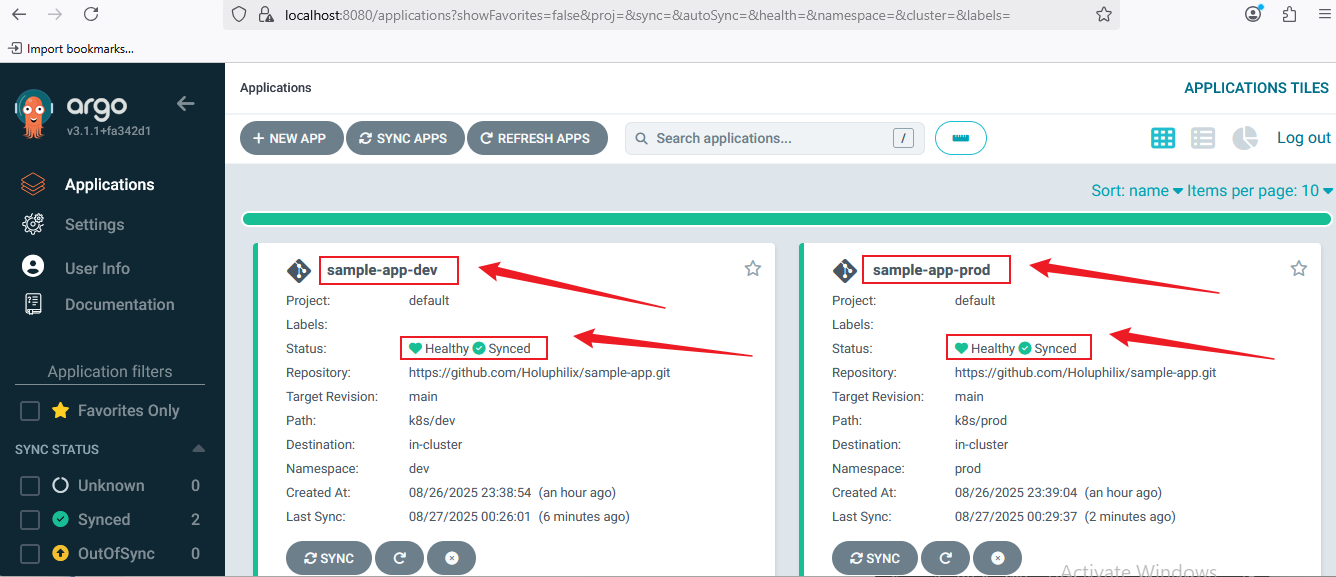 localhost:8080/applications?showFavorites=false&proj=&sync=&autoSync=&health=&namespace=&cluster=&labels=
Import bookmarks...
argo
v3.1.1+fa342d1
Applications
Settings
User Info
Documentation
Application filters
Favorites Only
SYNC STATUS
Unknown 0
Synced 2
OutOfSync 0
Applications
APPLICATIONS TILES
+ NEW APP SYNC APPS REFRESH APPS Search applications... / Log out
Sort: name Items per page: 10
sample-app-dev
Project: default
Labels:
Status: Healthy Synced
Repository: https://github.com/Holuphilix/sample-app.git
Target Revision: main
Path: k8s/dev
Destination: in-cluster
Namespace: dev
Created At: 08/26/2025 23:38:54 (an hour ago)
Last Sync: 08/27/2025 00:26:01 (6 minutes ago)
SYNC
sample-app-prod
Project: default
Labels:
Status: Healthy Synced
Repository: https://github.com/Holuphilix/sample-app.git
Target Revision: main
Path: k8s/prod
Destination: in-cluster
Namespace: prod
Created At: 08/26/2025 23:39:04 (an hour ago)
Last Sync: 08/27/2025 00:29:37 (2 minutes ago)
SYNC
Activate Windows